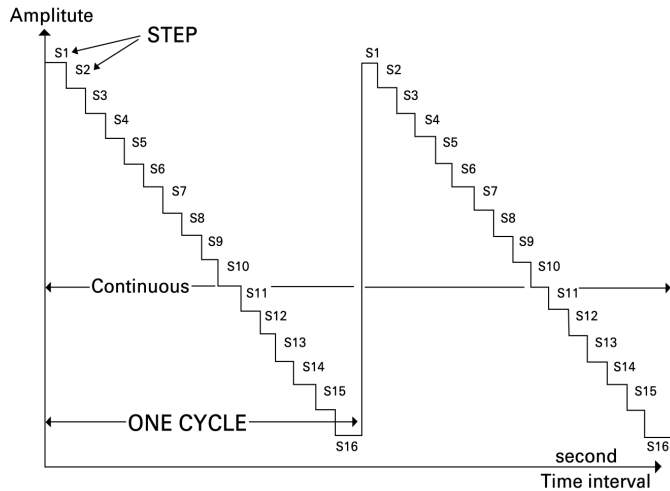 Amplitute
STEP
S1
S2
S3
S4
S5
S6
S7
S8
S9
S10
S11
S12
S13
S14
S15
S16
S1
S2
S3
S4
S5
S6
S7
S8
S9
S10
S11
S12
S13
S14
S15
S16
Continuous
ONE CYCLE
second
Time interval